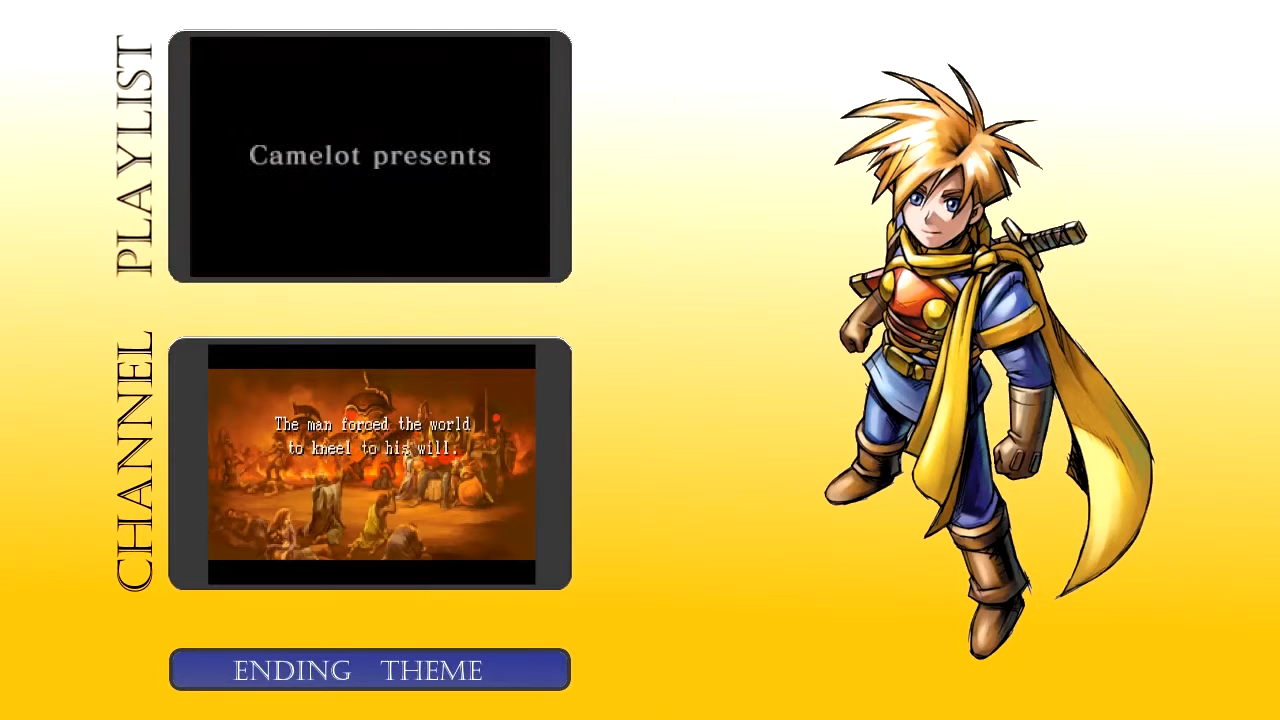 PLAYLIST
Camelot presents
CHANNEL
The man forced the world
to kneel to his will.
ENDING THEME